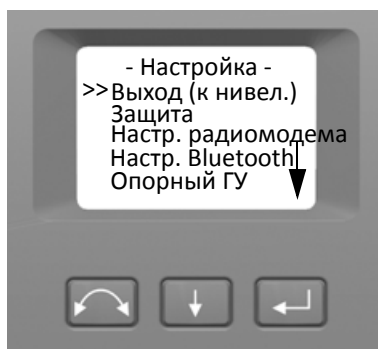 - Настройка -
>>Выход (к нивел.)
Защита
Настр. радиомодема
Настр. Bluetooth
Опорный ГУ